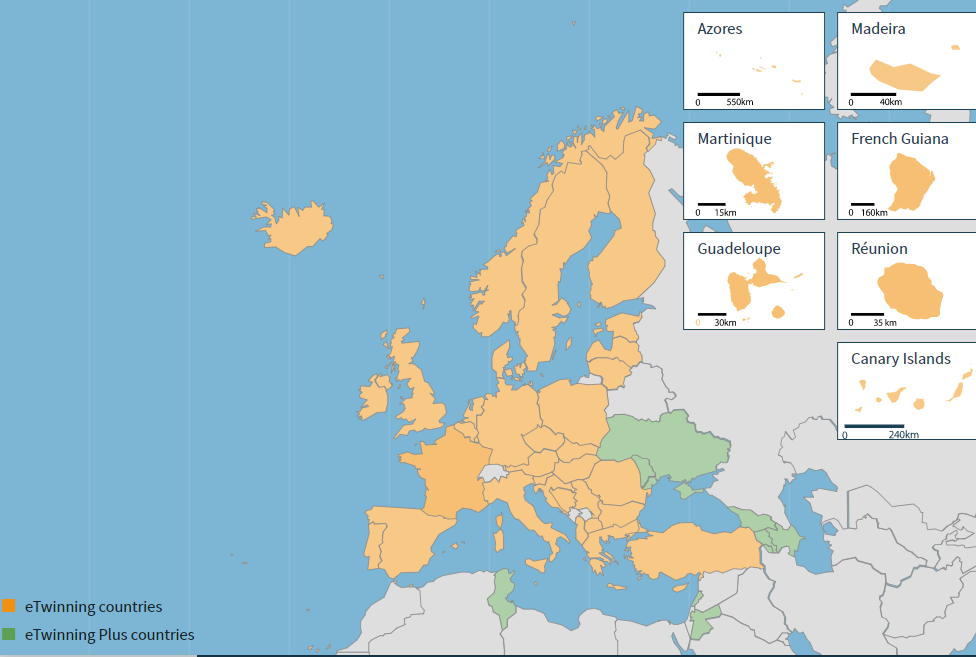 Azores
0 550km
Madeira
0 40km
Martinique
0 15km
French Guiana
0 160km
Guadeloupe
0 30km
Réunion
0 35 km
Canary Islands
0 240km
eTwinning countries
eTwinning Plus countries